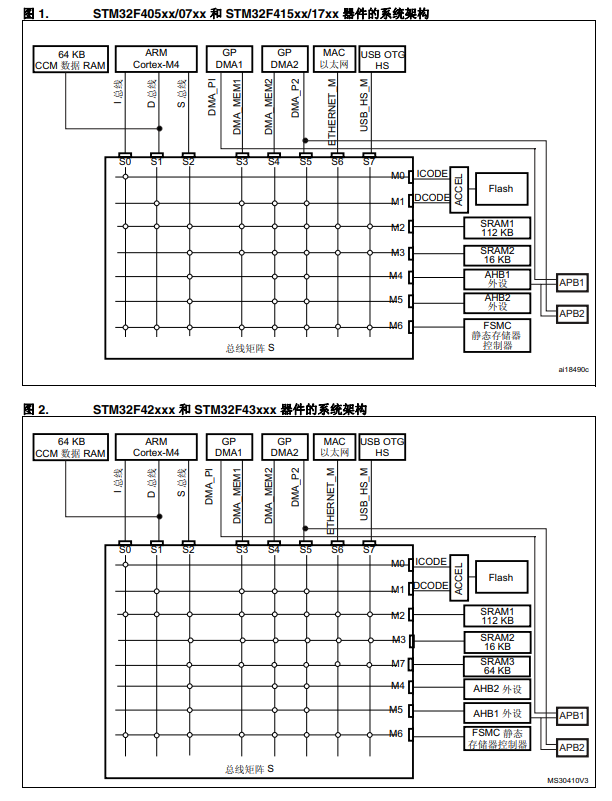 图 1. STM32F405xx/07xx 和 STM32F415xx/17xx 器件的系统架构
64 KB
CCM 数据 RAM
ARM
Cortex-M4
GP
DMA1
GP
DMA2
MAC
以太网
USB OTG
HS
I 总线
D 总线
S 总线
DMA_PI
DMA_MEM1
DMA_MEM2
DMA_P2
ETHERNET_M
USB_HS_M
S0 S1 S2 S3 S4 S5 S6 S7
M0 ICODE
M1 DCODE
ACCEL
Flash
M2
SRAM1
112 KB
M3
SRAM2
16 KB
M4
AHB1
外设
M5
AHB2
外设
M6
FSMC
静态存储器
控制器
APB1
APB2
总线矩阵 S
ai18490c
图 2. STM32F42xxx 和 STM32F43xxx 器件的系统架构
64 KB
CCM 数据 RAM
ARM
Cortex-M4
GP
DMA1
GP
DMA2
MAC
以太网
USB OTG
HS
I 总线
D 总线
S 总线
DMA_PI
DMA_MEM1
DMA_MEM2
DMA_P2
ETHERNET_M
USB_HS_M
S0 S1 S2 S3 S4 S5 S6 S7
M0 ICODE
M1 DCODE
ACCEL
Flash
M2
SRAM1
112 KB
M3
SRAM2
16 KB
M7
SRAM3
64 KB
M4
AHB2 外设
M5
AHB1 外设
M6
FSMC 静态
存储器控制器
APB1
APB2
总线矩阵 S
MS30410V3